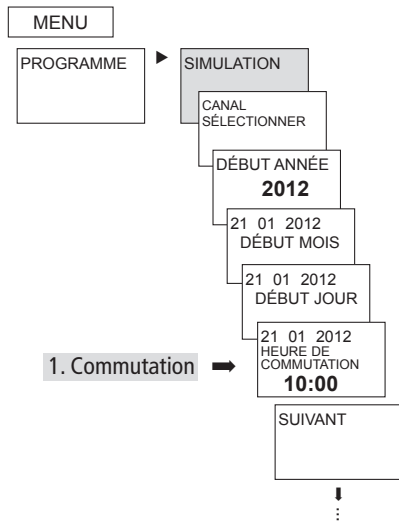 MENU
PROGRAMME
SIMULATION
CANAL
SÉLECTIONNER
DÉBUT ANNÉE
2012
21 01 2012
DÉBUT MOIS
21 01 2012
DÉBUT JOUR
21 01 2012
HEURE DE
COMMUTATION
10:00
1. Commutation
SUIVANT